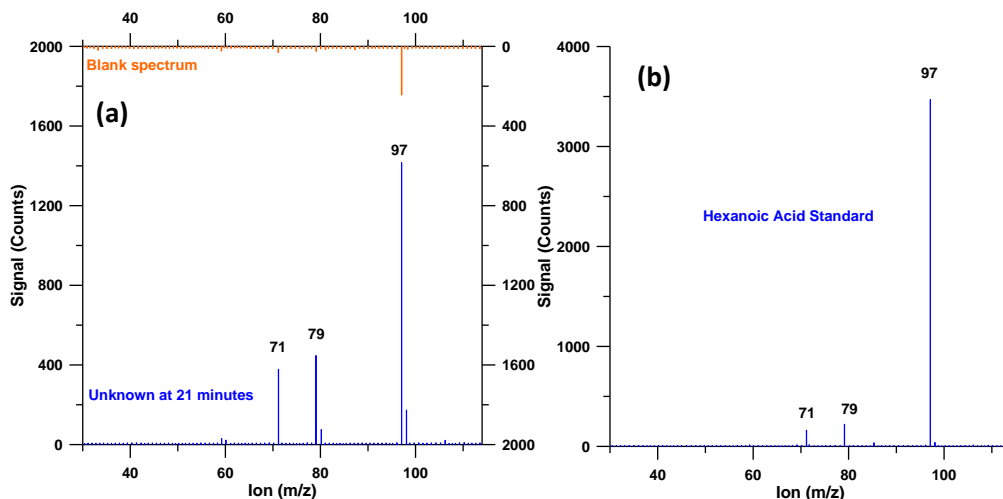 40 60 80 100
2000
1600
1200
800
400
0
Signal (Counts)
0
400
800
1200
1600
2000
Blank spectrum
(a)
97
79
71
Unknown at 21 minutes
40 60 80 100
Ion (m/z)
4000
3000
2000
1000
0
Signal (Counts)
(b)
97
Hexanoic Acid Standard
71
79
40 60 80 100
Ion (m/z)